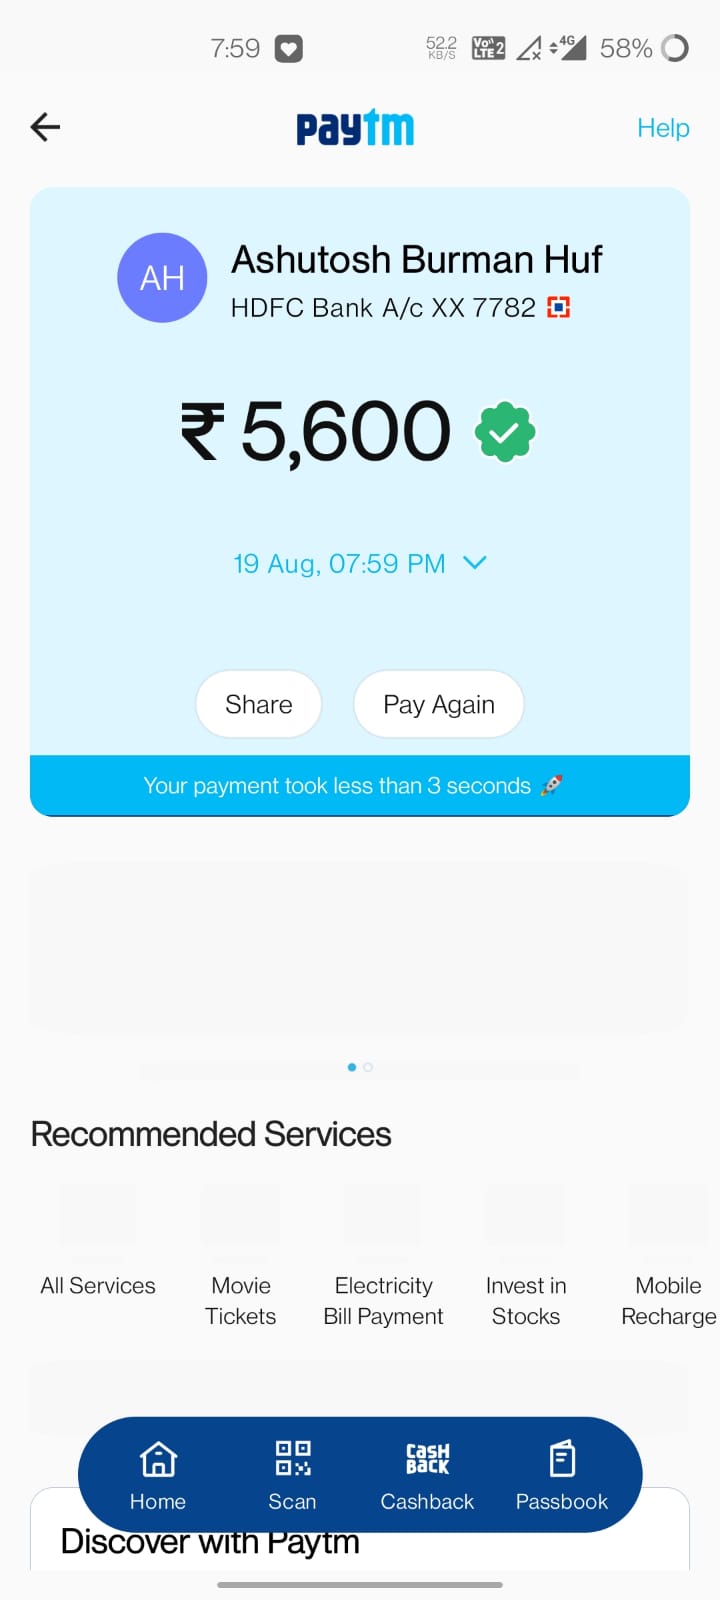 7:59 52.2 KB/S Vo)) LTE 2 4G 58%
paytm
Help
AH
Ashutosh Burman Huf
HDFC Bank A/c XX 7782
₹ 5,600
19 Aug, 07:59 PM
Share
Pay Again
Your payment took less than 3 seconds 🚀
Recommended Services
All Services
Movie
Tickets
Electricity
Bill Payment
Invest in
Stocks
Mobile
Recharge
CASH
BACK
Home
Scan
Cashback
Passbook
Discover with Paytm